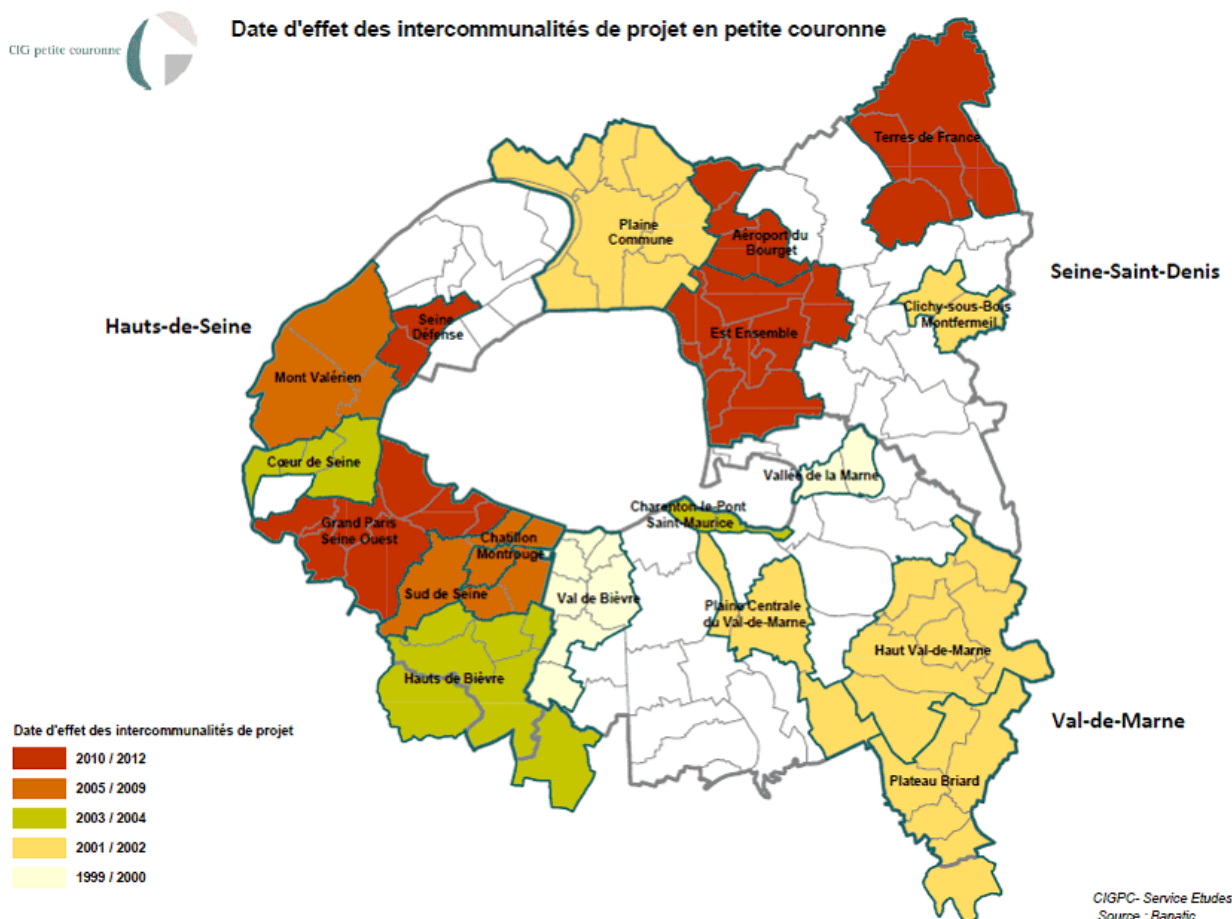 Date d'effet des intercommunalités de projet en petite couronne
CIG petite couronne
Terres de France
Plaine
Commune
Aéroport du
Bourget
Seine-Saint-Denis
Clichy-sous-Bois
Montfermeil
Hauts-de-Seine
Seine
Défense
Est Ensemble
Mont Valérien
Cœur de Seine
Vallée de la Marne
Charenton-le-Pont
Saint-Maurice
Grand Paris
Seine Ouest
Chatillon
Montrouge
Sud de Seine
Val de Bièvre
Plaine Centrale
du Val-de-Marne
Haut Val-de-Marne
Hauts de Bièvre
Val-de-Marne
Plateau Briard
Date d'effet des intercommunalités de projet
2010 / 2012
2005 / 2009
2003 / 2004
2001 / 2002
1999 / 2000
CIGPC- Service Etudes
Source : Banatic